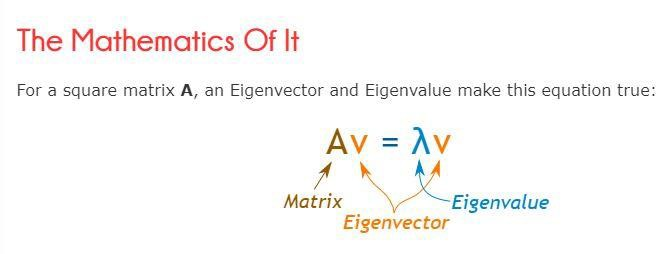 The Mathematics Of It
For a square matrix A, an Eigenvector and Eigenvalue make this equation true:
Av = λv
Matrix
Eigenvector
Eigenvalue